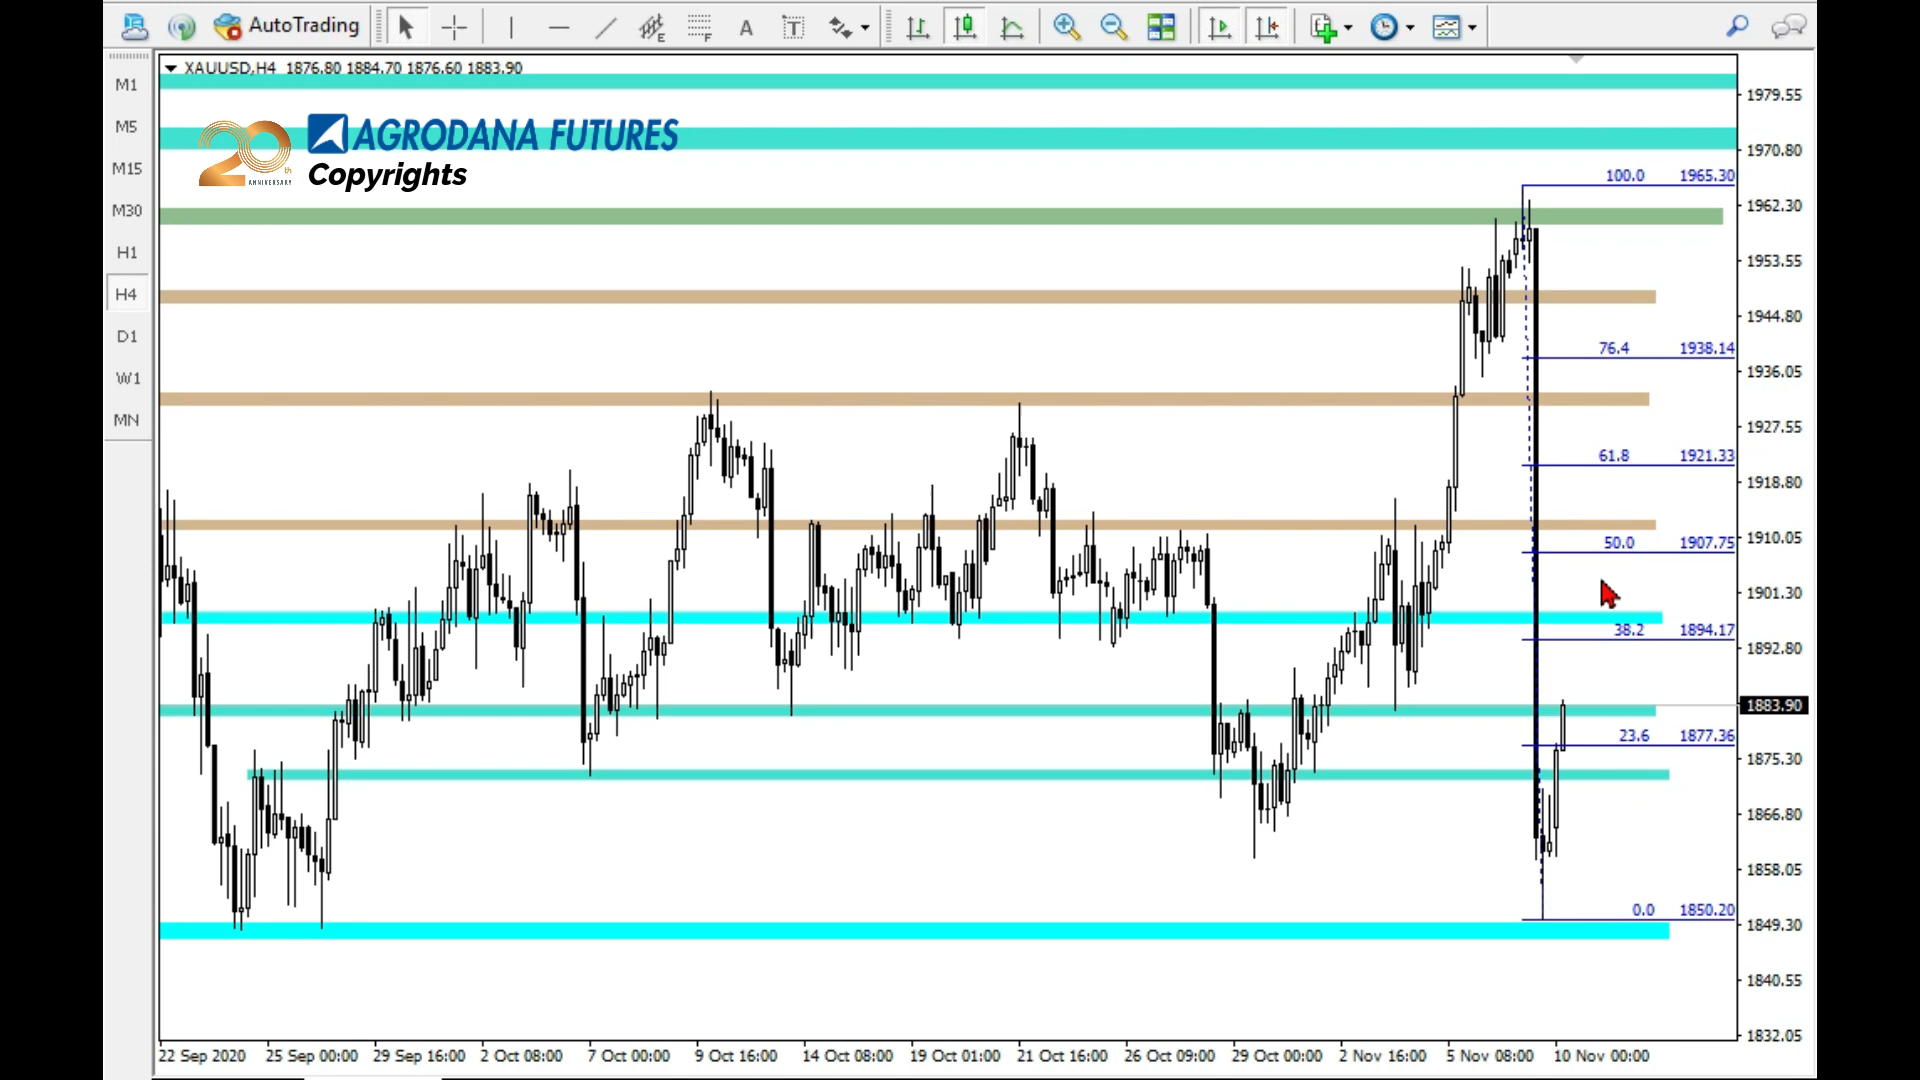 AutoTrading
E
F
A
T
M1
M5
M15
M30
H1
H4
D1
W1
MN
XAUUSD,H4 1876.80 1884.70 1876.60 1883.90
20th
ANNIVERSARY
AGRODANA FUTURES
Copyrights
100.0 1965.30
76.4 1938.14
61.8 1921.33
50.0 1907.75
38.2 1894.17
23.6 1877.36
0.0 1850.20
1979.55
1970.80
1962.30
1953.55
1944.80
1936.05
1927.55
1918.80
1910.05
1901.30
1892.80
1883.90
1875.30
1866.80
1858.05
1849.30
1840.55
1832.05
22 Sep 2020 25 Sep 00:00 29 Sep 16:00 2 Oct 08:00 7 Oct 00:00 9 Oct 16:00 14 Oct 08:00 19 Oct 01:00 21 Oct 16:00 26 Oct 09:00 29 Oct 00:00 2 Nov 16:00 5 Nov 08:00 10 Nov 00:00